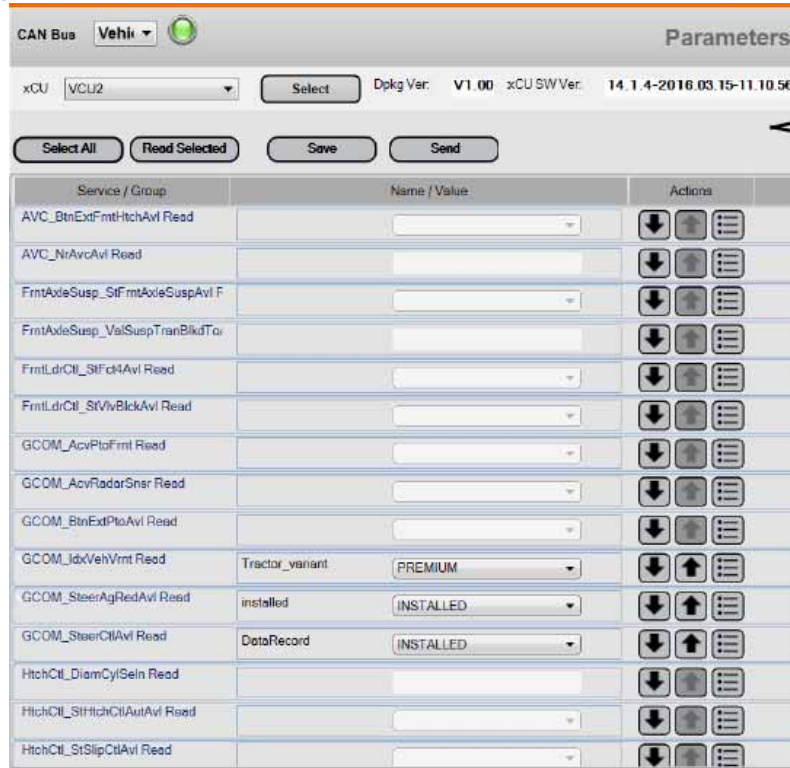 CAN Bus Vehi
Parameters
xCU VCU2 Select Dpkg Ver: V1.00 xCU SW Ver: 14.1.4-2016.03.15-11.10.56
Select All Read Selected Save Send
Service / Group Name / Value Actions
AVC_BtnExtFrntHtchAvl Read
AVC_NrAvcAvl Read
FrntAxleSusp_StFrntAxleSuspAvl F
FrntAxleSusp_ValSuspTranBlkdTo
FrntLdrCtl_StFct4Avl Read
FrntLdrCtl_StVlvBlckAvl Read
GCOM_AcvPtoFrnt Read
GCOM_AcvRadarSnsr Read
GCOM_BtnExtPtoAvl Read
GCOM_IdxVehVrnt Read Tractor_variant PREMIUM
GCOM_SteerAgRedAvl Read installed INSTALLED
GCOM_SteerCtlAvl Read DataRecord INSTALLED
HtchCtl_DiamCylSeln Read
HtchCtl_StHtchCtlAutAvl Read
HtchCtl_StSlipCtlAvl Read